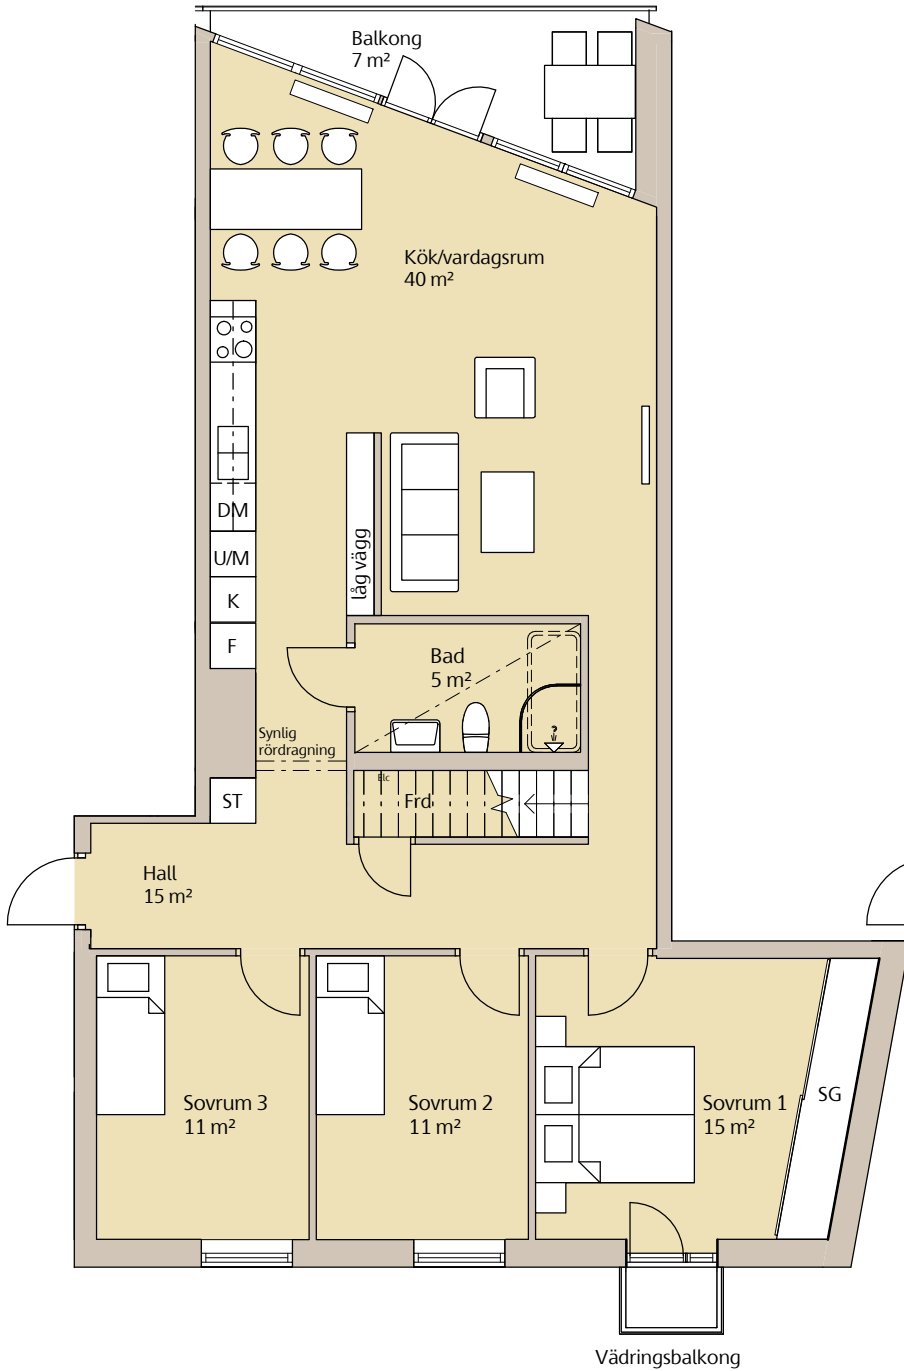 Balkong
7 m²
Kök/vardagsrum
40 m²
DM
låg vägg
U/M
K
F
Bad
5 m²
Synlig
rördragning
Elc
ST
Frd
Hall
15 m²
SG
Sovrum 3
11 m²
Sovrum 2
11 m²
Sovrum 1
15 m²
Vädringsbalkong